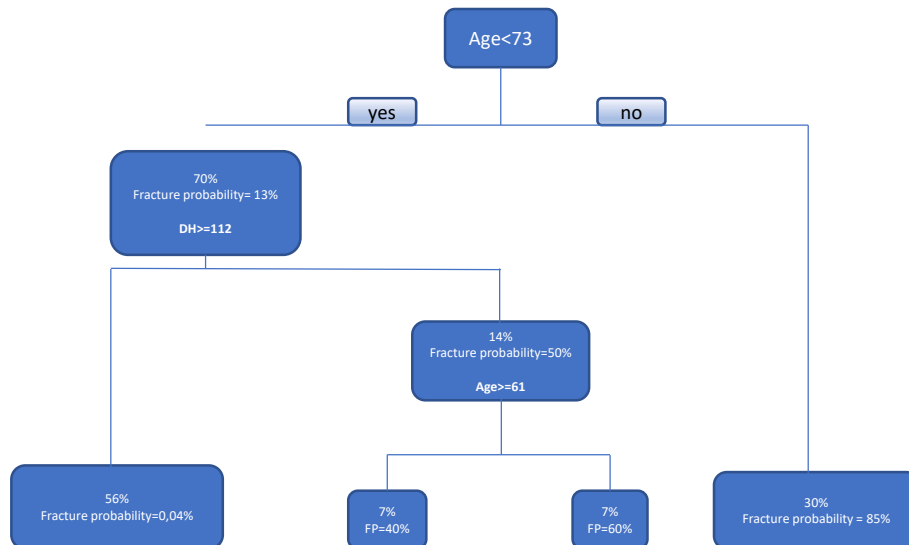 Age<73
yes
no
70%
Fracture probability= 13%
DH>=112
14%
Fracture probability=50%
Age>=61
56%
Fracture probability=0,04%
7%
FP=40%
7%
FP=60%
30%
Fracture probability = 85%